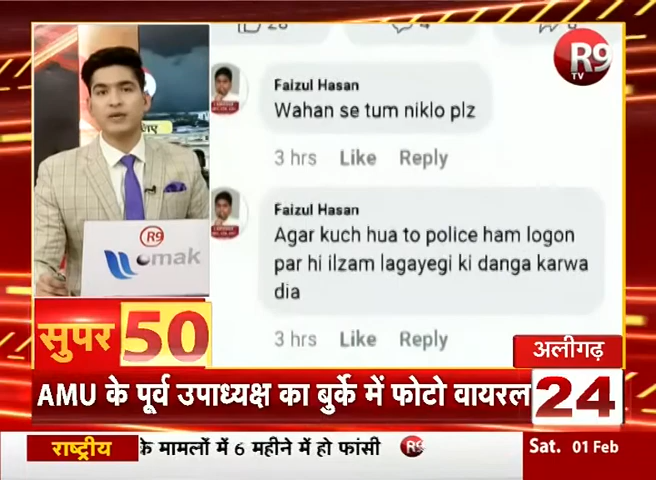 R9
TV
Faizul Hasan
Wahan se tum niklo plz
3 hrs Like Reply
Faizul Hasan
Agar kuch hua to police ham logon
par hi ilzam lagayegi ki danga karwa
dia
3 hrs Like Reply
R9
omak
सुपर 50
अलीगढ़
AMU के पूर्व उपाध्यक्ष का बुर्के में फोटो वायरल 24
राष्ट्रीय के मामलों में 6 महीने में हो फांसी R9 Sat. 01 Feb